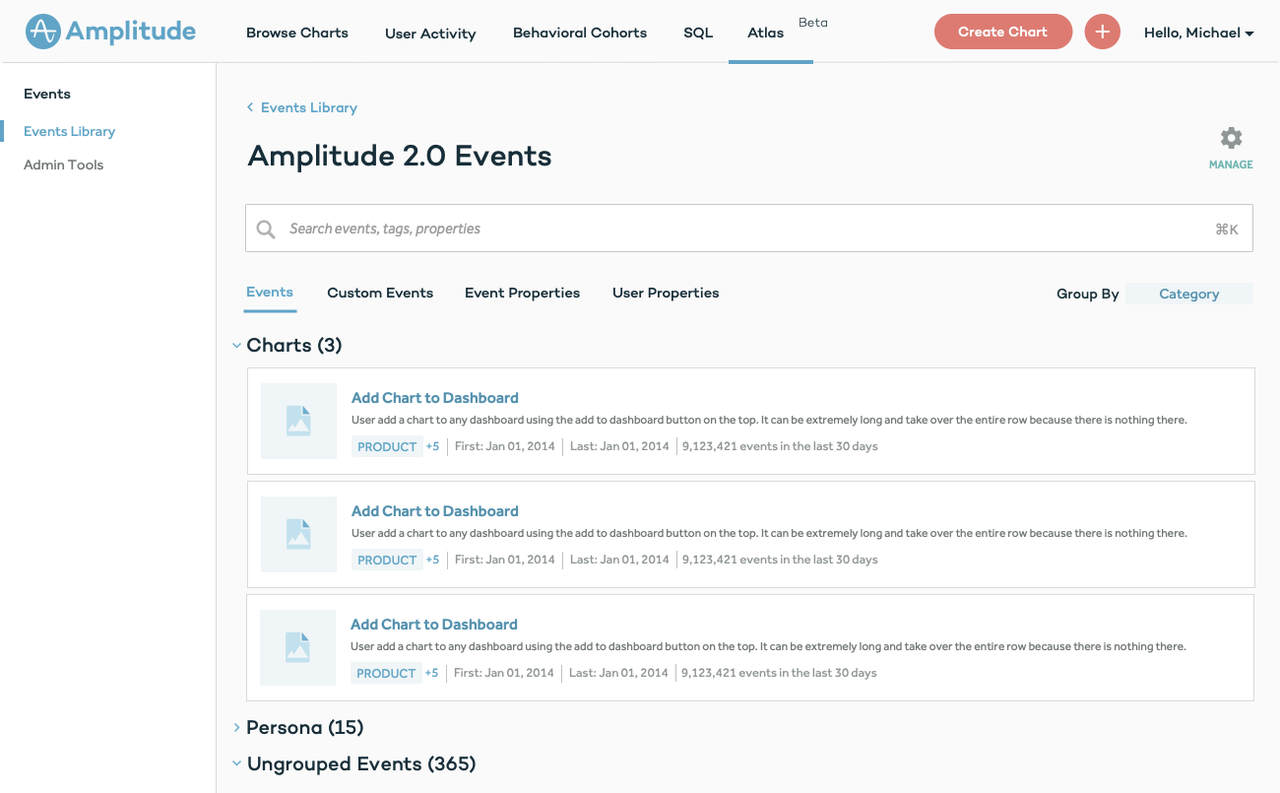 Amplitude
Browse Charts
User Activity
Behavioral Cohorts
SQL
Atlas
Beta
Create Chart
+
Hello, Michael
Events
Events Library
Admin Tools
Events Library
Amplitude 2.0 Events
MANAGE
Search events, tags, properties
⌘K
Events
Custom Events
Event Properties
User Properties
Group By
Category
Charts (3)
Add Chart to Dashboard
User add a chart to any dashboard using the add to dashboard button on the top. It can be extremely long and take over the entire row because there is nothing there.
PRODUCT +5 | First: Jan 01, 2014 | Last: Jan 01, 2014 | 9,123,421 events in the last 30 days
Add Chart to Dashboard
User add a chart to any dashboard using the add to dashboard button on the top. It can be extremely long and take over the entire row because there is nothing there.
PRODUCT +5 | First: Jan 01, 2014 | Last: Jan 01, 2014 | 9,123,421 events in the last 30 days
Add Chart to Dashboard
User add a chart to any dashboard using the add to dashboard button on the top. It can be extremely long and take over the entire row because there is nothing there.
PRODUCT +5 | First: Jan 01, 2014 | Last: Jan 01, 2014 | 9,123,421 events in the last 30 days
Persona (15)
Ungrouped Events (365)